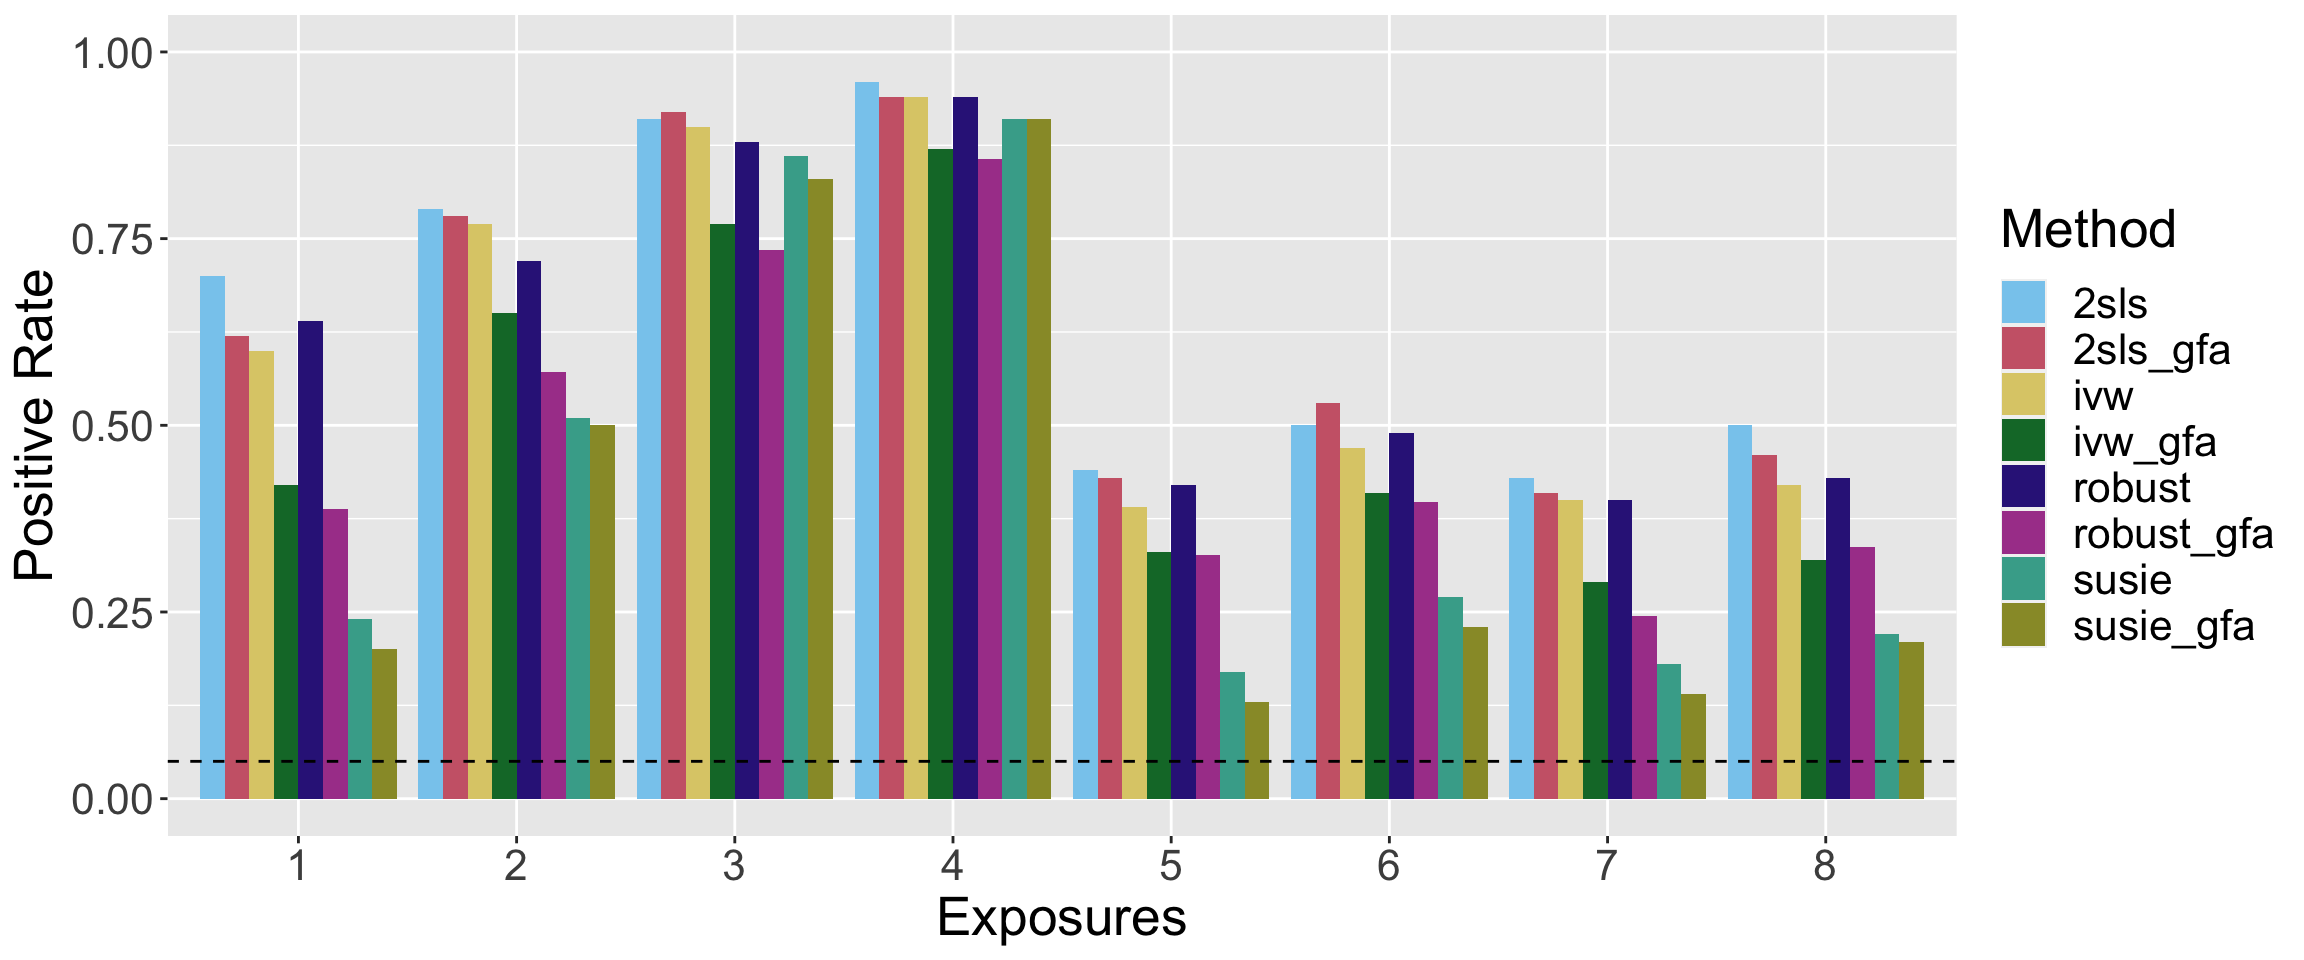 1.00
0.75
0.50
0.25
0.00
Positive Rate
1 2 3 4 5 6 7 8
Exposures
Method
2sls
2sls_gfa
ivw
ivw_gfa
robust
robust_gfa
susie
susie_gfa